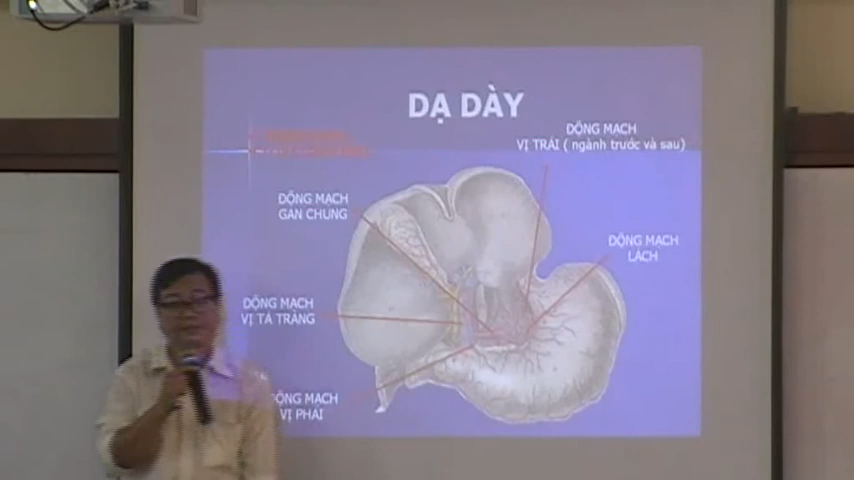 DẠ DÀY
ĐỘNG MẠCH
VỊ TRÁI ( ngành trước và sau)
ĐỘNG MẠCH
GAN CHUNG
ĐỘNG MẠCH
LÁCH
ĐỘNG MẠCH
VỊ TÁ TRÀNG
ĐỘNG MẠCH
VỊ PHẢI